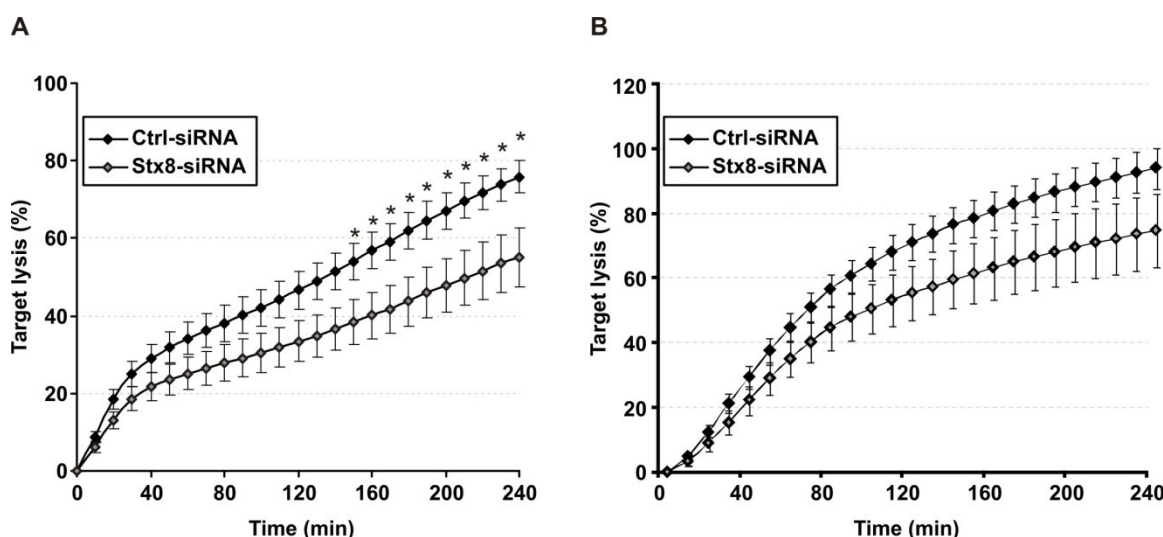 A
B
100
80
60
40
20
0
Target lysis (%)
Ctrl-siRNA
Stx8-siRNA
* * * * * * * * * *
0 40 80 120 160 200 240
Time (min)
120
100
80
60
40
20
0
Target lysis (%)
Ctrl-siRNA
Stx8-siRNA
0 40 80 120 160 200 240
Time (min)